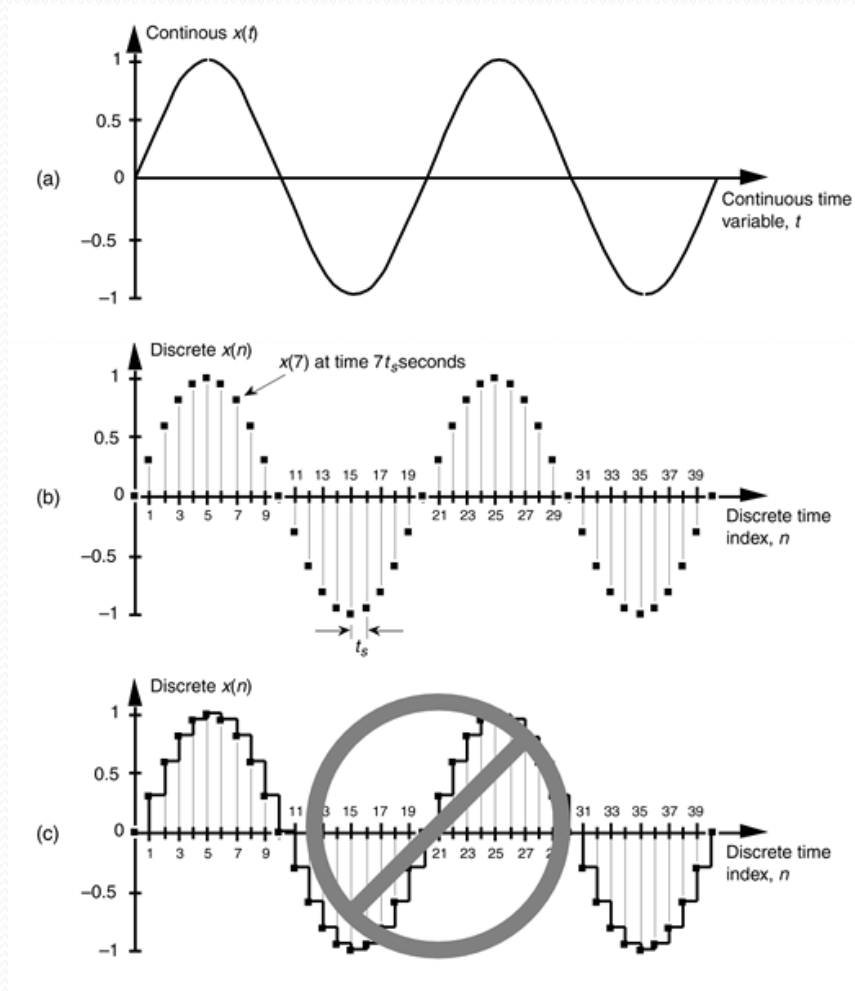 Continous x(t)
1
0.5
(a)
0
Continuous time
variable, t
–0.5
–1
Discrete x(n)
x(7) at time 7tsseconds
1
0.5
11 13 15 17 19 31 33 35 37 39
(b)
0
1 3 5 7 9 21 23 25 27 29
Discrete time
index, n
–0.5
–1
ts
Discrete x(n)
1
0.5
11 3 15 17 19 31 33 35 37 39
(c)
0
1 3 5 7 9 21 23 25 27 2
Discrete time
index, n
–0.5
–1